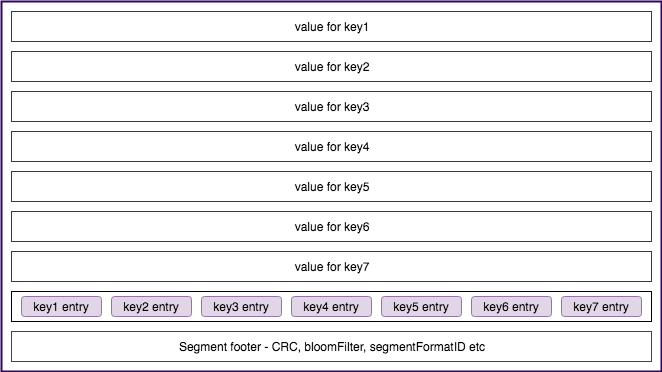 value for key1
value for key2
value for key3
value for key4
value for key5
value for key6
value for key7
key1 entry key2 entry key3 entry key4 entry key5 entry key6 entry key7 entry
Segment footer - CRC, bloomFilter, segmentFormatID etc